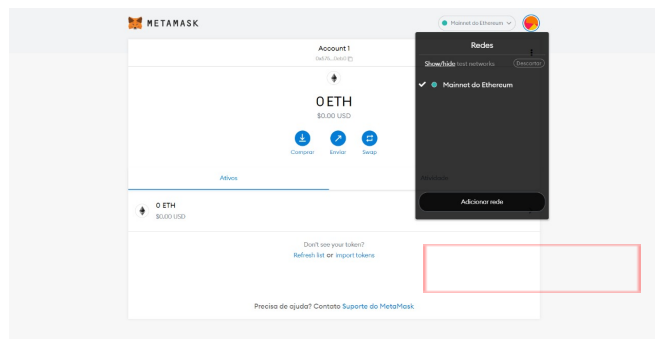 METAMASK
Mainnet do Ethereum
Account 1
Redes
Show/hide test networks
Descartar
Mainnet do Ethereum
0 ETH
$0.00 USD
Comprar
Enviar
Swap
Ativos
Adicionar rede
0 ETH
$0.00 USD
Don't see your token?
Refresh list or import tokens
Precisa de ajuda? Contato Suporte do MetaMask